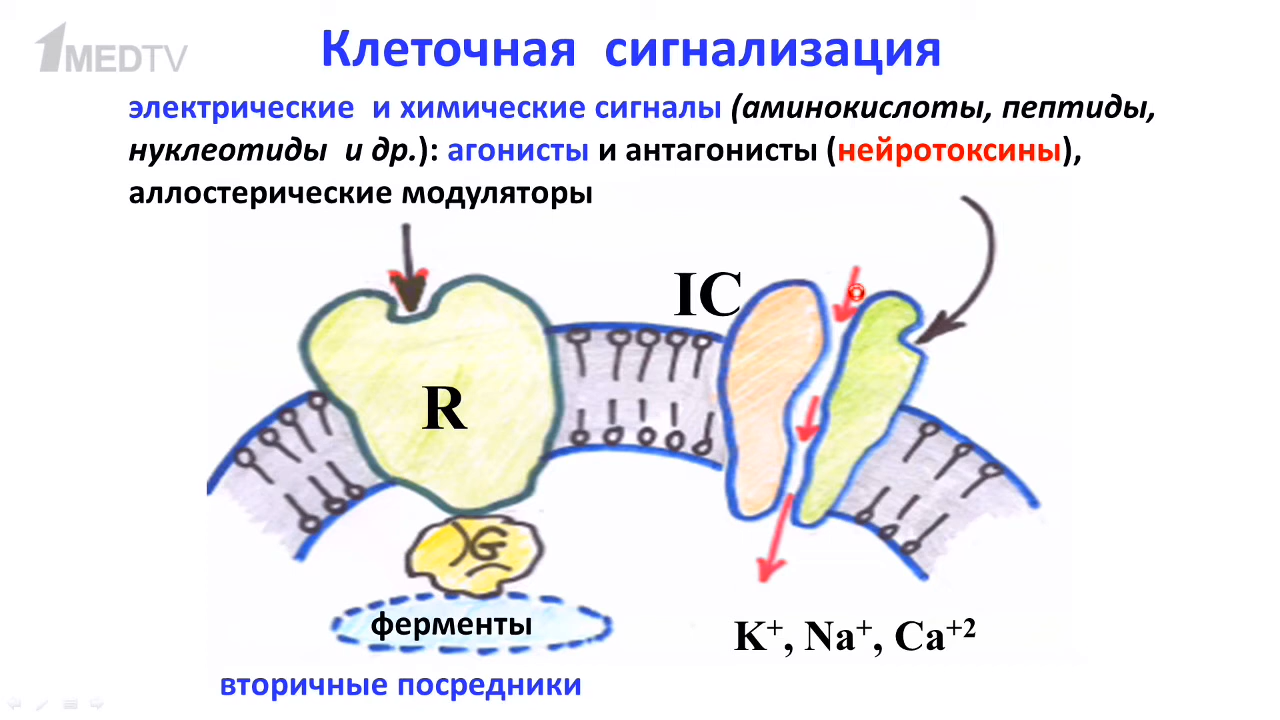 1MEDTV
Клеточная сигнализация
электрические и химические сигналы (аминокислоты, пептиды,
нуклеотиды и др.): агонисты и антагонисты (нейротоксины),
аллостерические модуляторы
IC
R
G
ферменты
K⁺, Na⁺, Ca⁺²
вторичные посредники